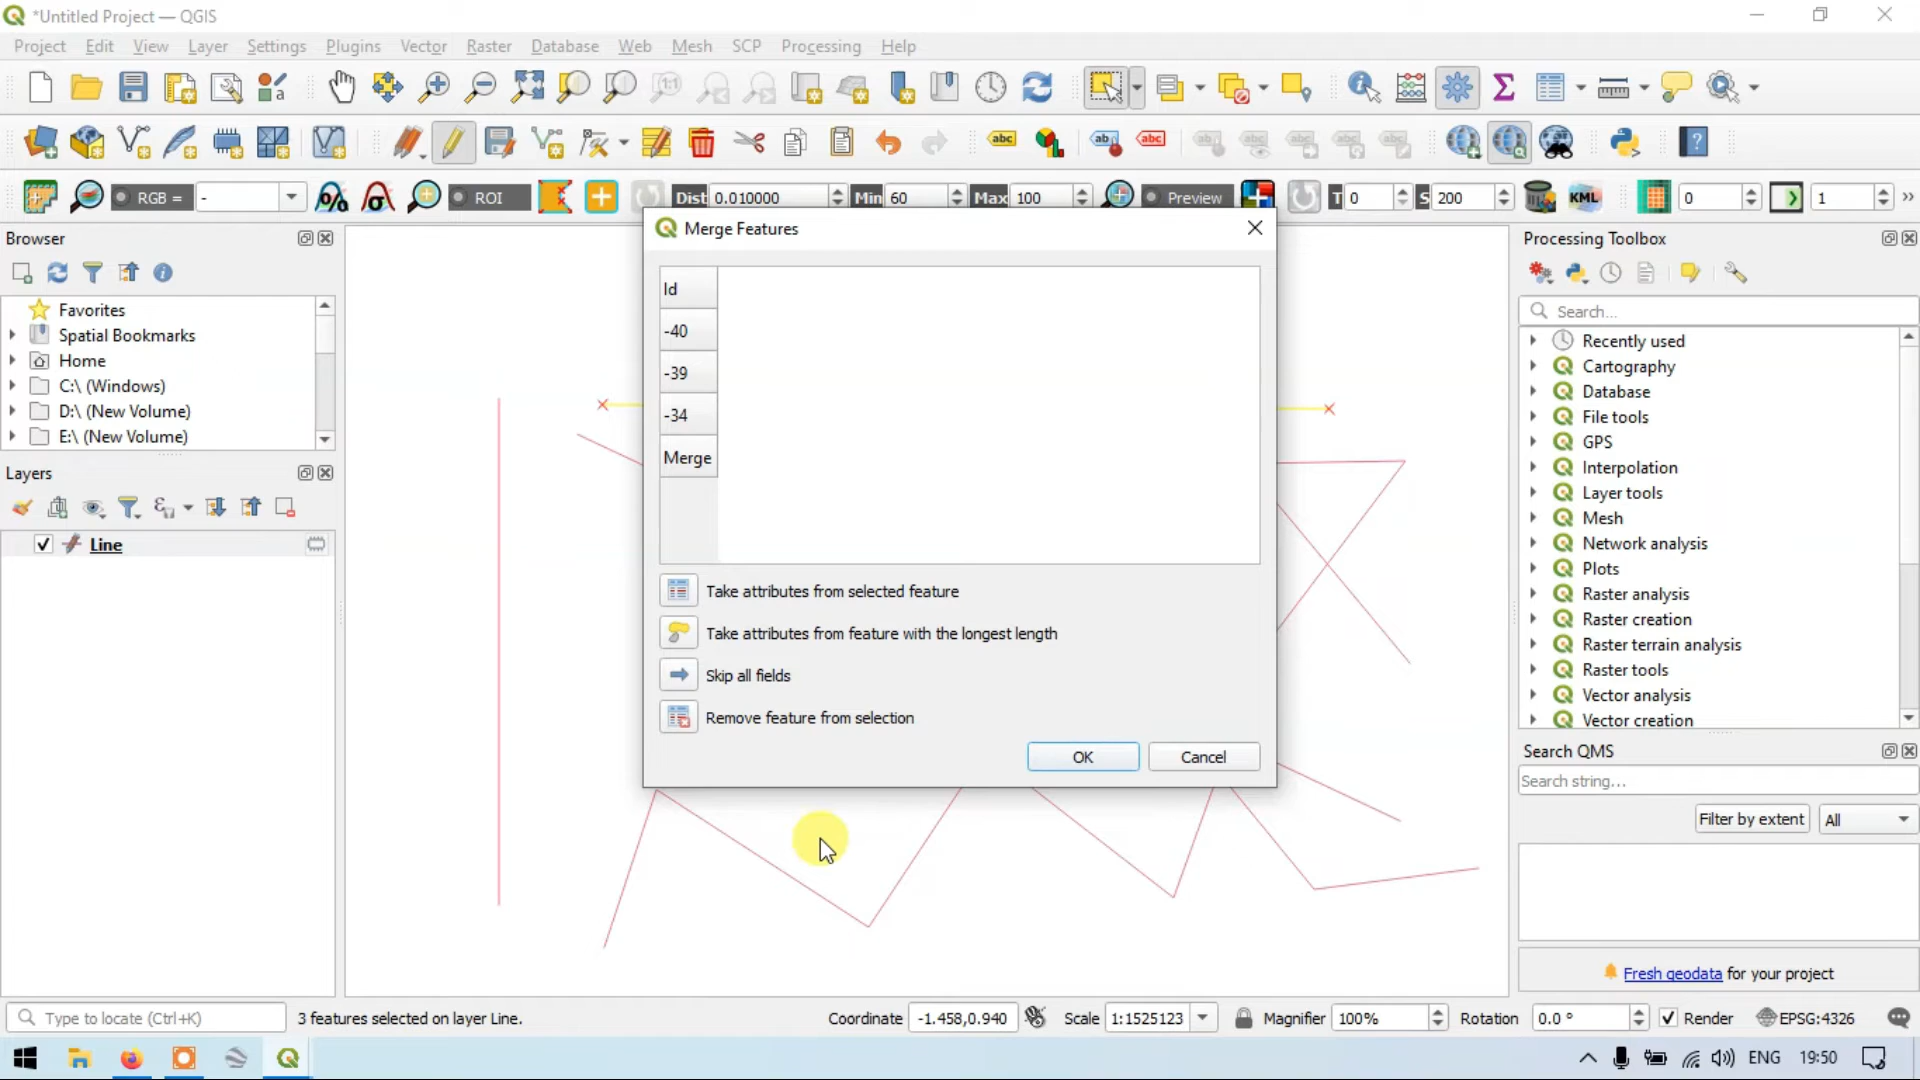 *Untitled Project — QGIS
Project Edit View Layer Settings Plugins Vector Raster Database Web Mesh SCP Processing Help
RGB = - ROI Dist 0.010000 Min 60 Max 100 Preview T 0 S 200 KML 0 1 »
Browser
Favorites
Spatial Bookmarks
Home
C:\ (Windows)
D:\ (New Volume)
E:\ (New Volume)
Layers
Line
Merge Features
Id
-40
-39
-34
Merge
Take attributes from selected feature
Take attributes from feature with the longest length
Skip all fields
Remove feature from selection
OK Cancel
Processing Toolbox
Search...
Recently used
Cartography
Database
File tools
GPS
Interpolation
Layer tools
Mesh
Network analysis
Plots
Raster analysis
Raster creation
Raster terrain analysis
Raster tools
Vector analysis
Vector creation
Search QMS
Search string...
Filter by extent All
Fresh geodata for your project
Type to locate (Ctrl+K) 3 features selected on layer Line. Coordinate -1.458,0.940 Scale 1:1525123 Magnifier 100% Rotation 0.0 ° Render EPSG:4326
ENG 19:50